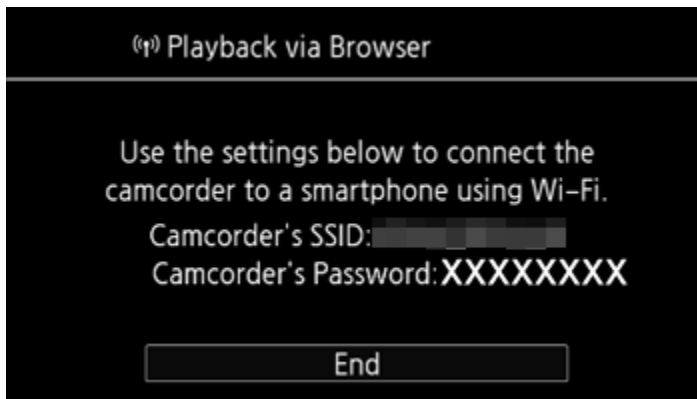 Playback via Browser
Use the settings below to connect the
camcorder to a smartphone using Wi-Fi.
Camcorder's SSID:
Camcorder's Password: XXXXXXXX
End